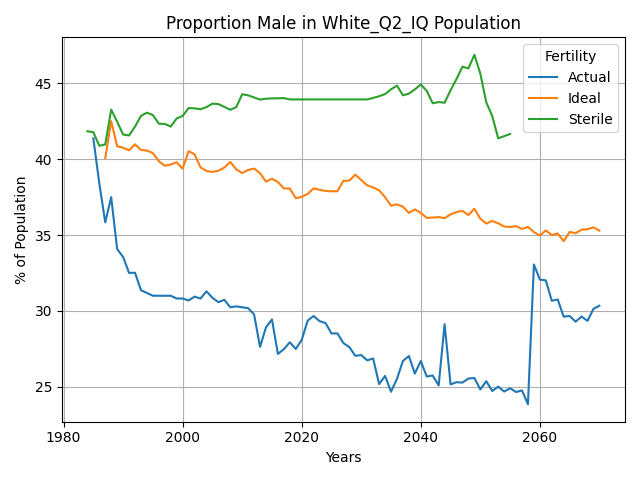 Proportion Male in White_Q2_IQ Population
Fertility
Actual
Ideal
Sterile
% of Population
45
40
35
30
25
1980
2000
2020
2040
2060
Years